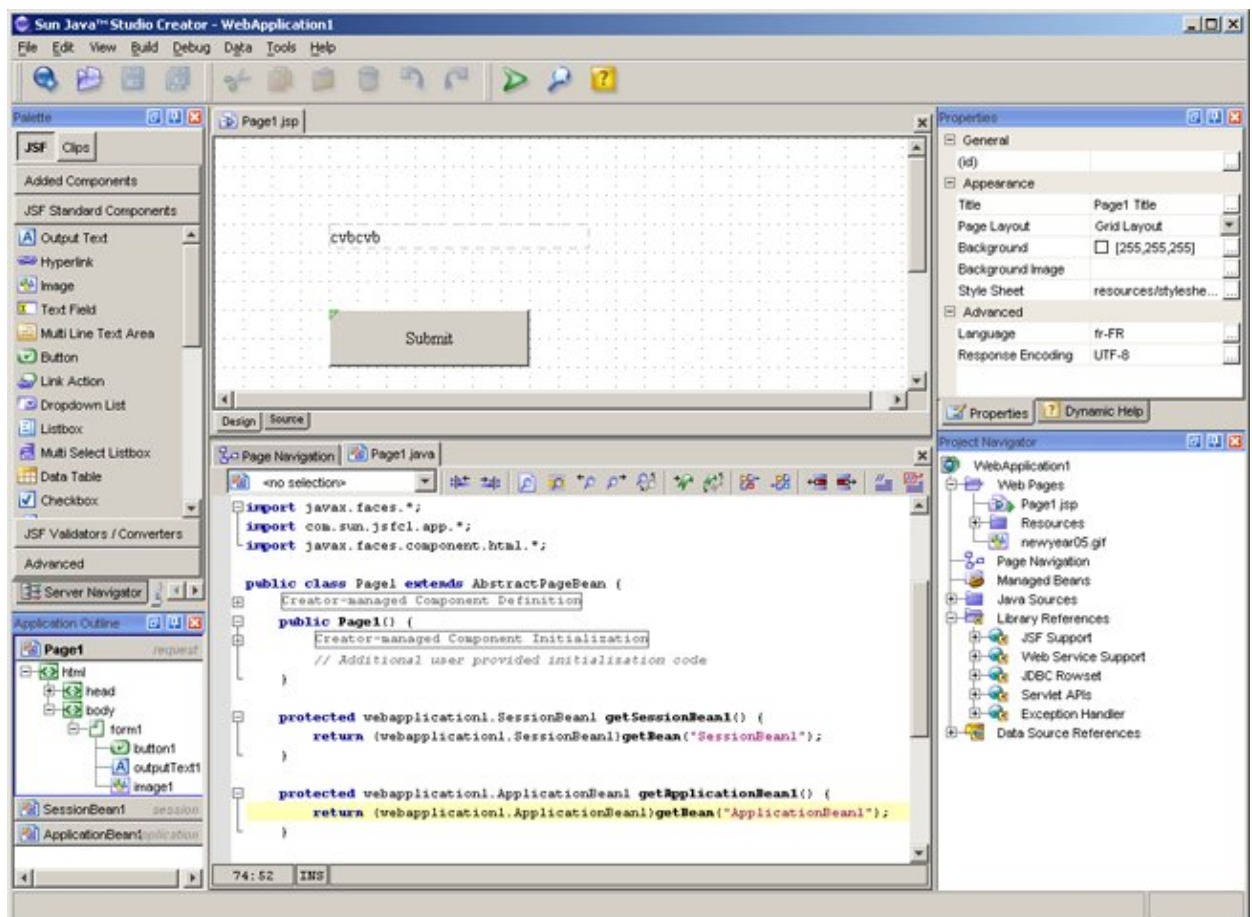 Sun Java™ Studio Creator - WebApplication1
File Edit View Build Debug Data Tools Help
Palette
JSF Clips
Added Components
JSF Standard Components
Output Text
Hyperlink
Image
Text Field
Multi Line Text Area
Button
Link Action
Dropdown List
Listbox
Multi Select Listbox
Data Table
Checkbox
JSF Validators / Converters
Advanced
Server Navigator
Application Outline
Page1 request
html
head
body
form1
button1
outputText1
image1
SessionBean1 session
ApplicationBean1
Page1.jsp
cvbcvb
Submit
Design Source
Page Navigation Page1.java
<no selection>
import javax.faces.*;
import com.sun.jsfcl.app.*;
import javax.faces.component.html.*;
public class Page1 extends AbstractPageBean {
Creator-managed Component Definition
public Page1() {
Creator-managed Component Initialization
// Additional user provided initialization code
}
protected webapplication1.SessionBean1 getSessionBean1() {
return (webapplication1.SessionBean1)getBean("SessionBean1");
}
protected webapplication1.ApplicationBean1 getApplicationBean1() {
return (webapplication1.ApplicationBean1)getBean("ApplicationBean1");
}
74:52 INS
Properties
General
(id)
Appearance
Title Page1 Title
Page Layout Grid Layout
Background [255,255,255]
Background Image
Style Sheet resources/styleshe...
Advanced
Language fr-FR
Response Encoding UTF-8
Properties Dynamic Help
Project Navigator
WebApplication1
Web Pages
Page1.jsp
Resources
newyear05.gif
Page Navigation
Managed Beans
Java Sources
Library References
JSF Support
Web Service Support
JDBC Rowset
Servlet APIs
Exception Handler
Data Source References